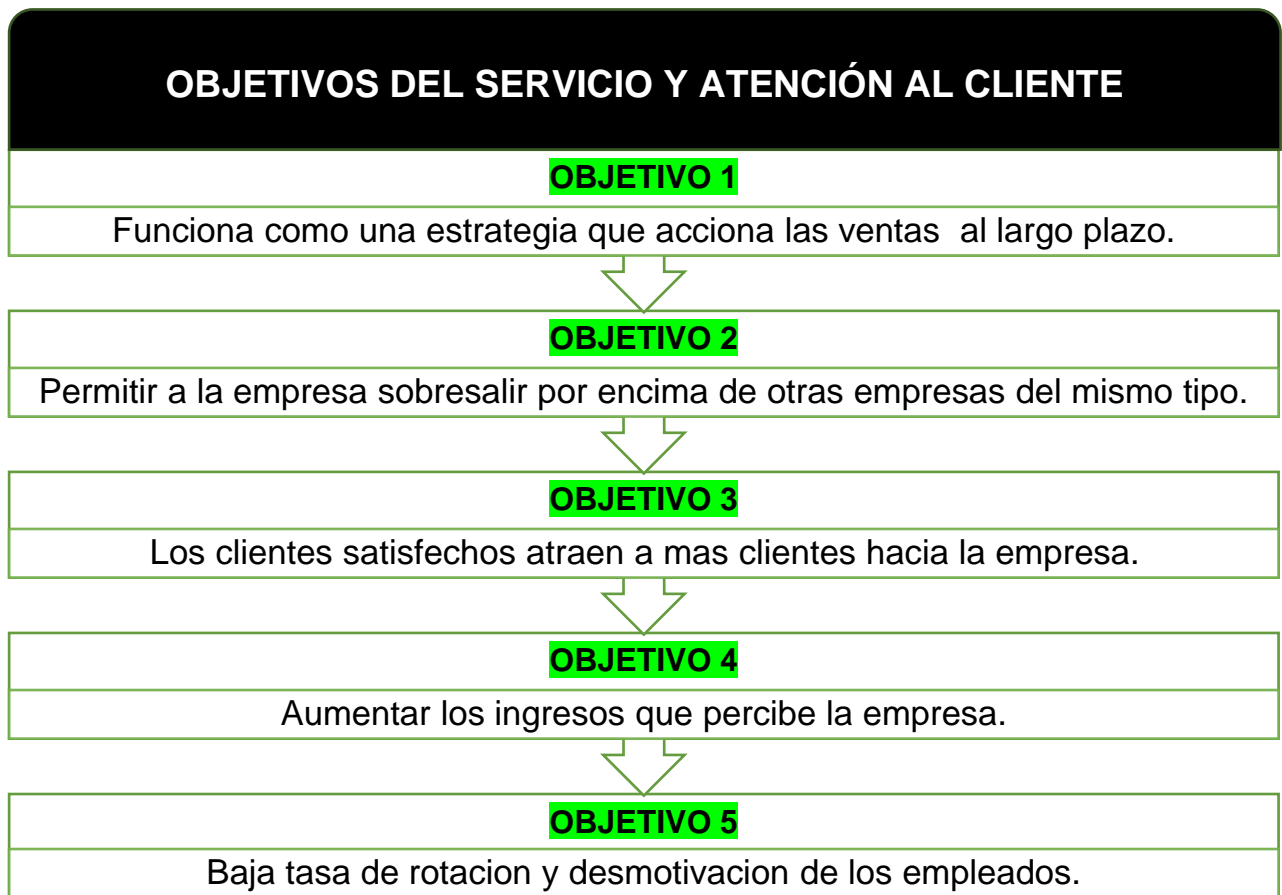 OBJETIVOS DEL SERVICIO Y ATENCIÓN AL CLIENTE
OBJETIVO 1
Funciona como una estrategia que acciona las ventas  al largo plazo.
OBJETIVO 2
Permitir a la empresa sobresalir por encima de otras empresas del mismo tipo.
OBJETIVO 3
Los clientes satisfechos atraen a mas clientes hacia la empresa.
OBJETIVO 4
Aumentar los ingresos que percibe la empresa.
OBJETIVO 5
Baja tasa de rotacion y desmotivacion de los empleados.